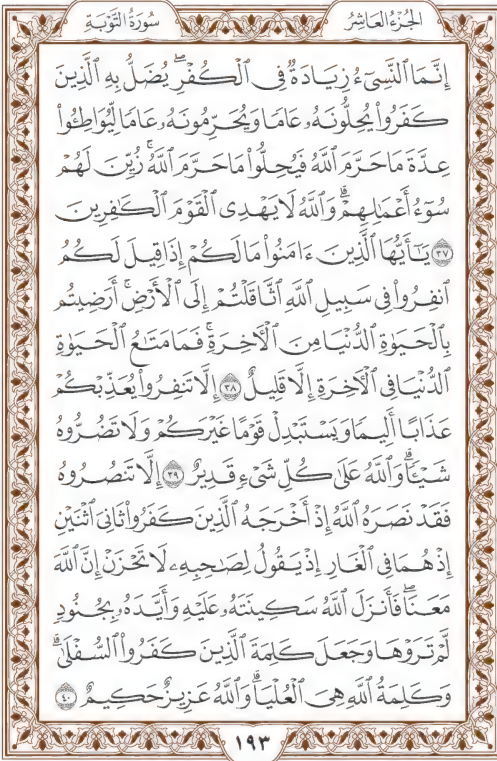 الجُزْءُ العَاشِرُ
سُورَةُ التَّوْبَةِ
إِنَّمَا ٱلنَّسِىٓءُ زِيَادَةٌ فِى ٱلْكُفْرِ ۖ يُضَلُّ بِهِ ٱلَّذِينَ
كَفَرُوا۟ يُحِلُّونَهُۥ عَامًا وَيُحَرِّمُونَهُۥ عَامًا لِّيُوَاطِـُٔوا۟
عِدَّةَ مَا حَرَّمَ ٱللَّهُ فَيُحِلُّوا۟ مَا حَرَّمَ ٱللَّهُ ۚ زُيِّنَ لَهُمْ
سُوٓءُ أَعْمَـٰلِهِمْ ۗ وَٱللَّهُ لَا يَهْدِى ٱلْقَوْمَ ٱلْكَـٰفِرِينَ
٣٧ يَـٰٓأَيُّهَا ٱلَّذِينَ ءَامَنُوا۟ مَا لَكُمْ إِذَا قِيلَ لَكُمُ
ٱنفِرُوا۟ فِى سَبِيلِ ٱللَّهِ ٱثَّاقَلْتُمْ إِلَى ٱلْأَرْضِ ۚ أَرَضِيتُم
بِٱلْحَيَوٰةِ ٱلدُّنْيَا مِنَ ٱلْـَٔاخِرَةِ ۚ فَمَا مَتَـٰعُ ٱلْحَيَوٰةِ
ٱلدُّنْيَا فِى ٱلْـَٔاخِرَةِ إِلَّا قَلِيلٌ ٣٨ إِلَّا تَنفِرُوا۟ يُعَذِّبْكُمْ
عَذَابًا أَلِيمًا وَيَسْتَبْدِلْ قَوْمًا غَيْرَكُمْ وَلَا تَضُرُّوهُ
شَيْـًٔا ۗ وَٱللَّهُ عَلَىٰ كُلِّ شَىْءٍ قَدِيرٌ ٣٩ إِلَّا تَنصُرُوهُ
فَقَدْ نَصَرَهُ ٱللَّهُ إِذْ أَخْرَجَهُ ٱلَّذِينَ كَفَرُوا۟ ثَانِىَ ٱثْنَيْنِ
إِذْ هُمَا فِى ٱلْغَارِ إِذْ يَقُولُ لِصَـٰحِبِهِۦ لَا تَحْزَنْ إِنَّ ٱللَّهَ
مَعَنَا ۖ فَأَنزَلَ ٱللَّهُ سَكِينَتَهُۥ عَلَيْهِ وَأَيَّدَهُۥ بِجُنُودٍ
لَّمْ تَرَوْهَا وَجَعَلَ كَلِمَةَ ٱلَّذِينَ كَفَرُوا۟ ٱلسُّفْلَىٰ ۗ
وَكَلِمَةُ ٱللَّهِ هِىَ ٱلْعُلْيَا ۗ وَٱللَّهُ عَزِيزٌ حَكِيمٌ ٤٠
١٩٣